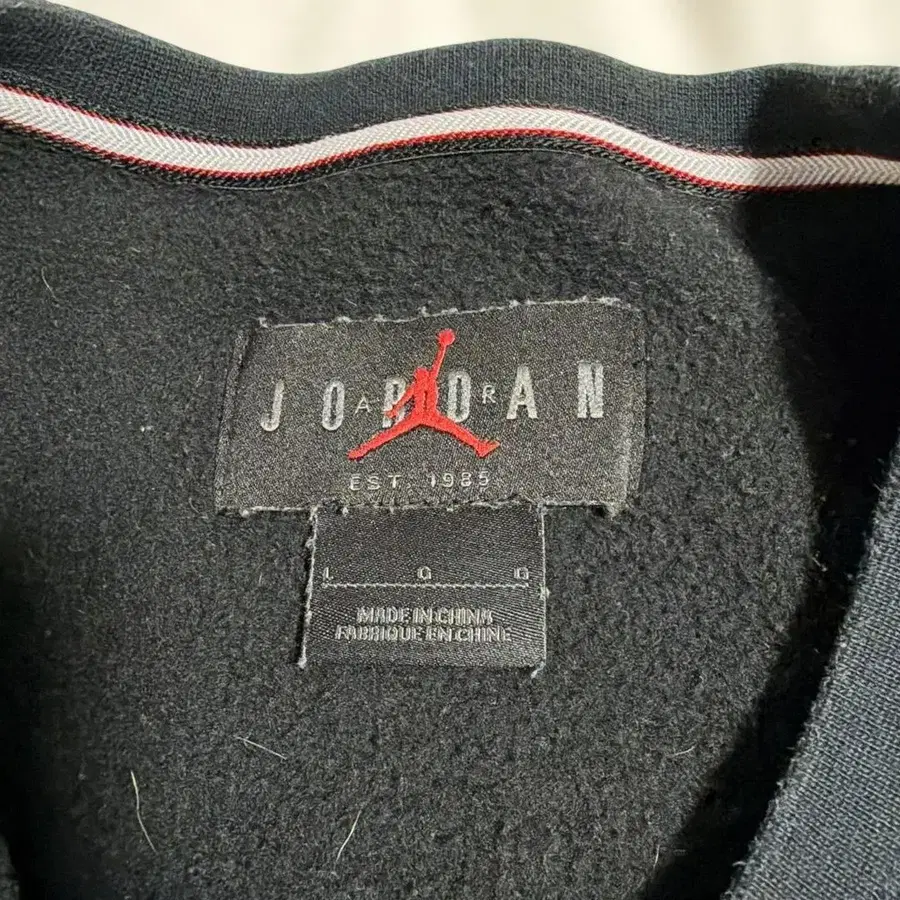 JORDAN
AIR
EST. 1985
L G G
MADE IN CHINA
FABRIQUE EN CHINE